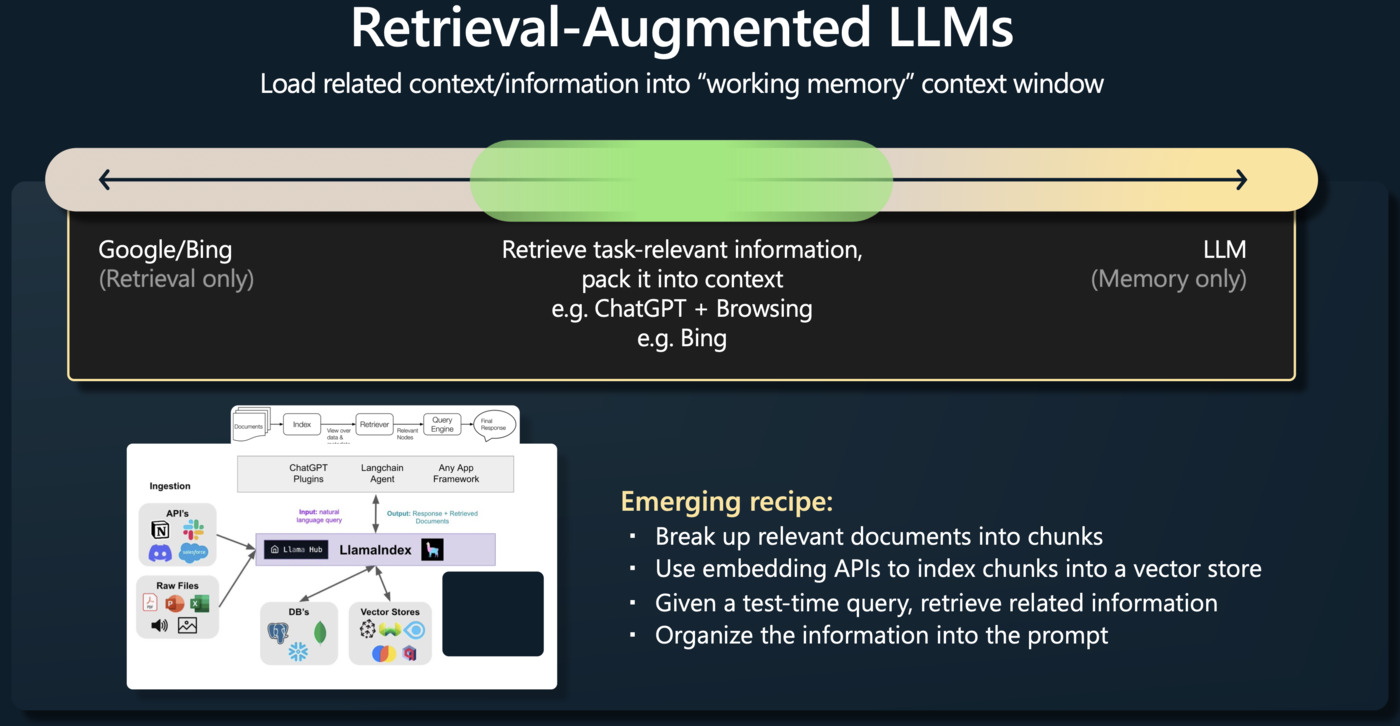 Retrieval-Augmented LLMs
Load related context/information into “working memory” context window
Google/Bing
(Retrieval only)
Retrieve task-relevant information,
pack it into context
e.g. ChatGPT + Browsing
e.g. Bing
LLM
(Memory only)
Documents
Index
View over
data &
Retriever
Relevant
Nodes
Query
Engine
Final
Response
ChatGPT
Plugins
Langchain
Agent
Any App
Framework
Ingestion
API's
salesforce
Raw Files
PDF
Input: natural
language query
Output: Response + Retrieved
Documents
Llama Hub
LlamaIndex
DB's
Vector Stores
Emerging recipe:
▪ Break up relevant documents into chunks
▪ Use embedding APIs to index chunks into a vector store
▪ Given a test-time query, retrieve related information
▪ Organize the information into the prompt